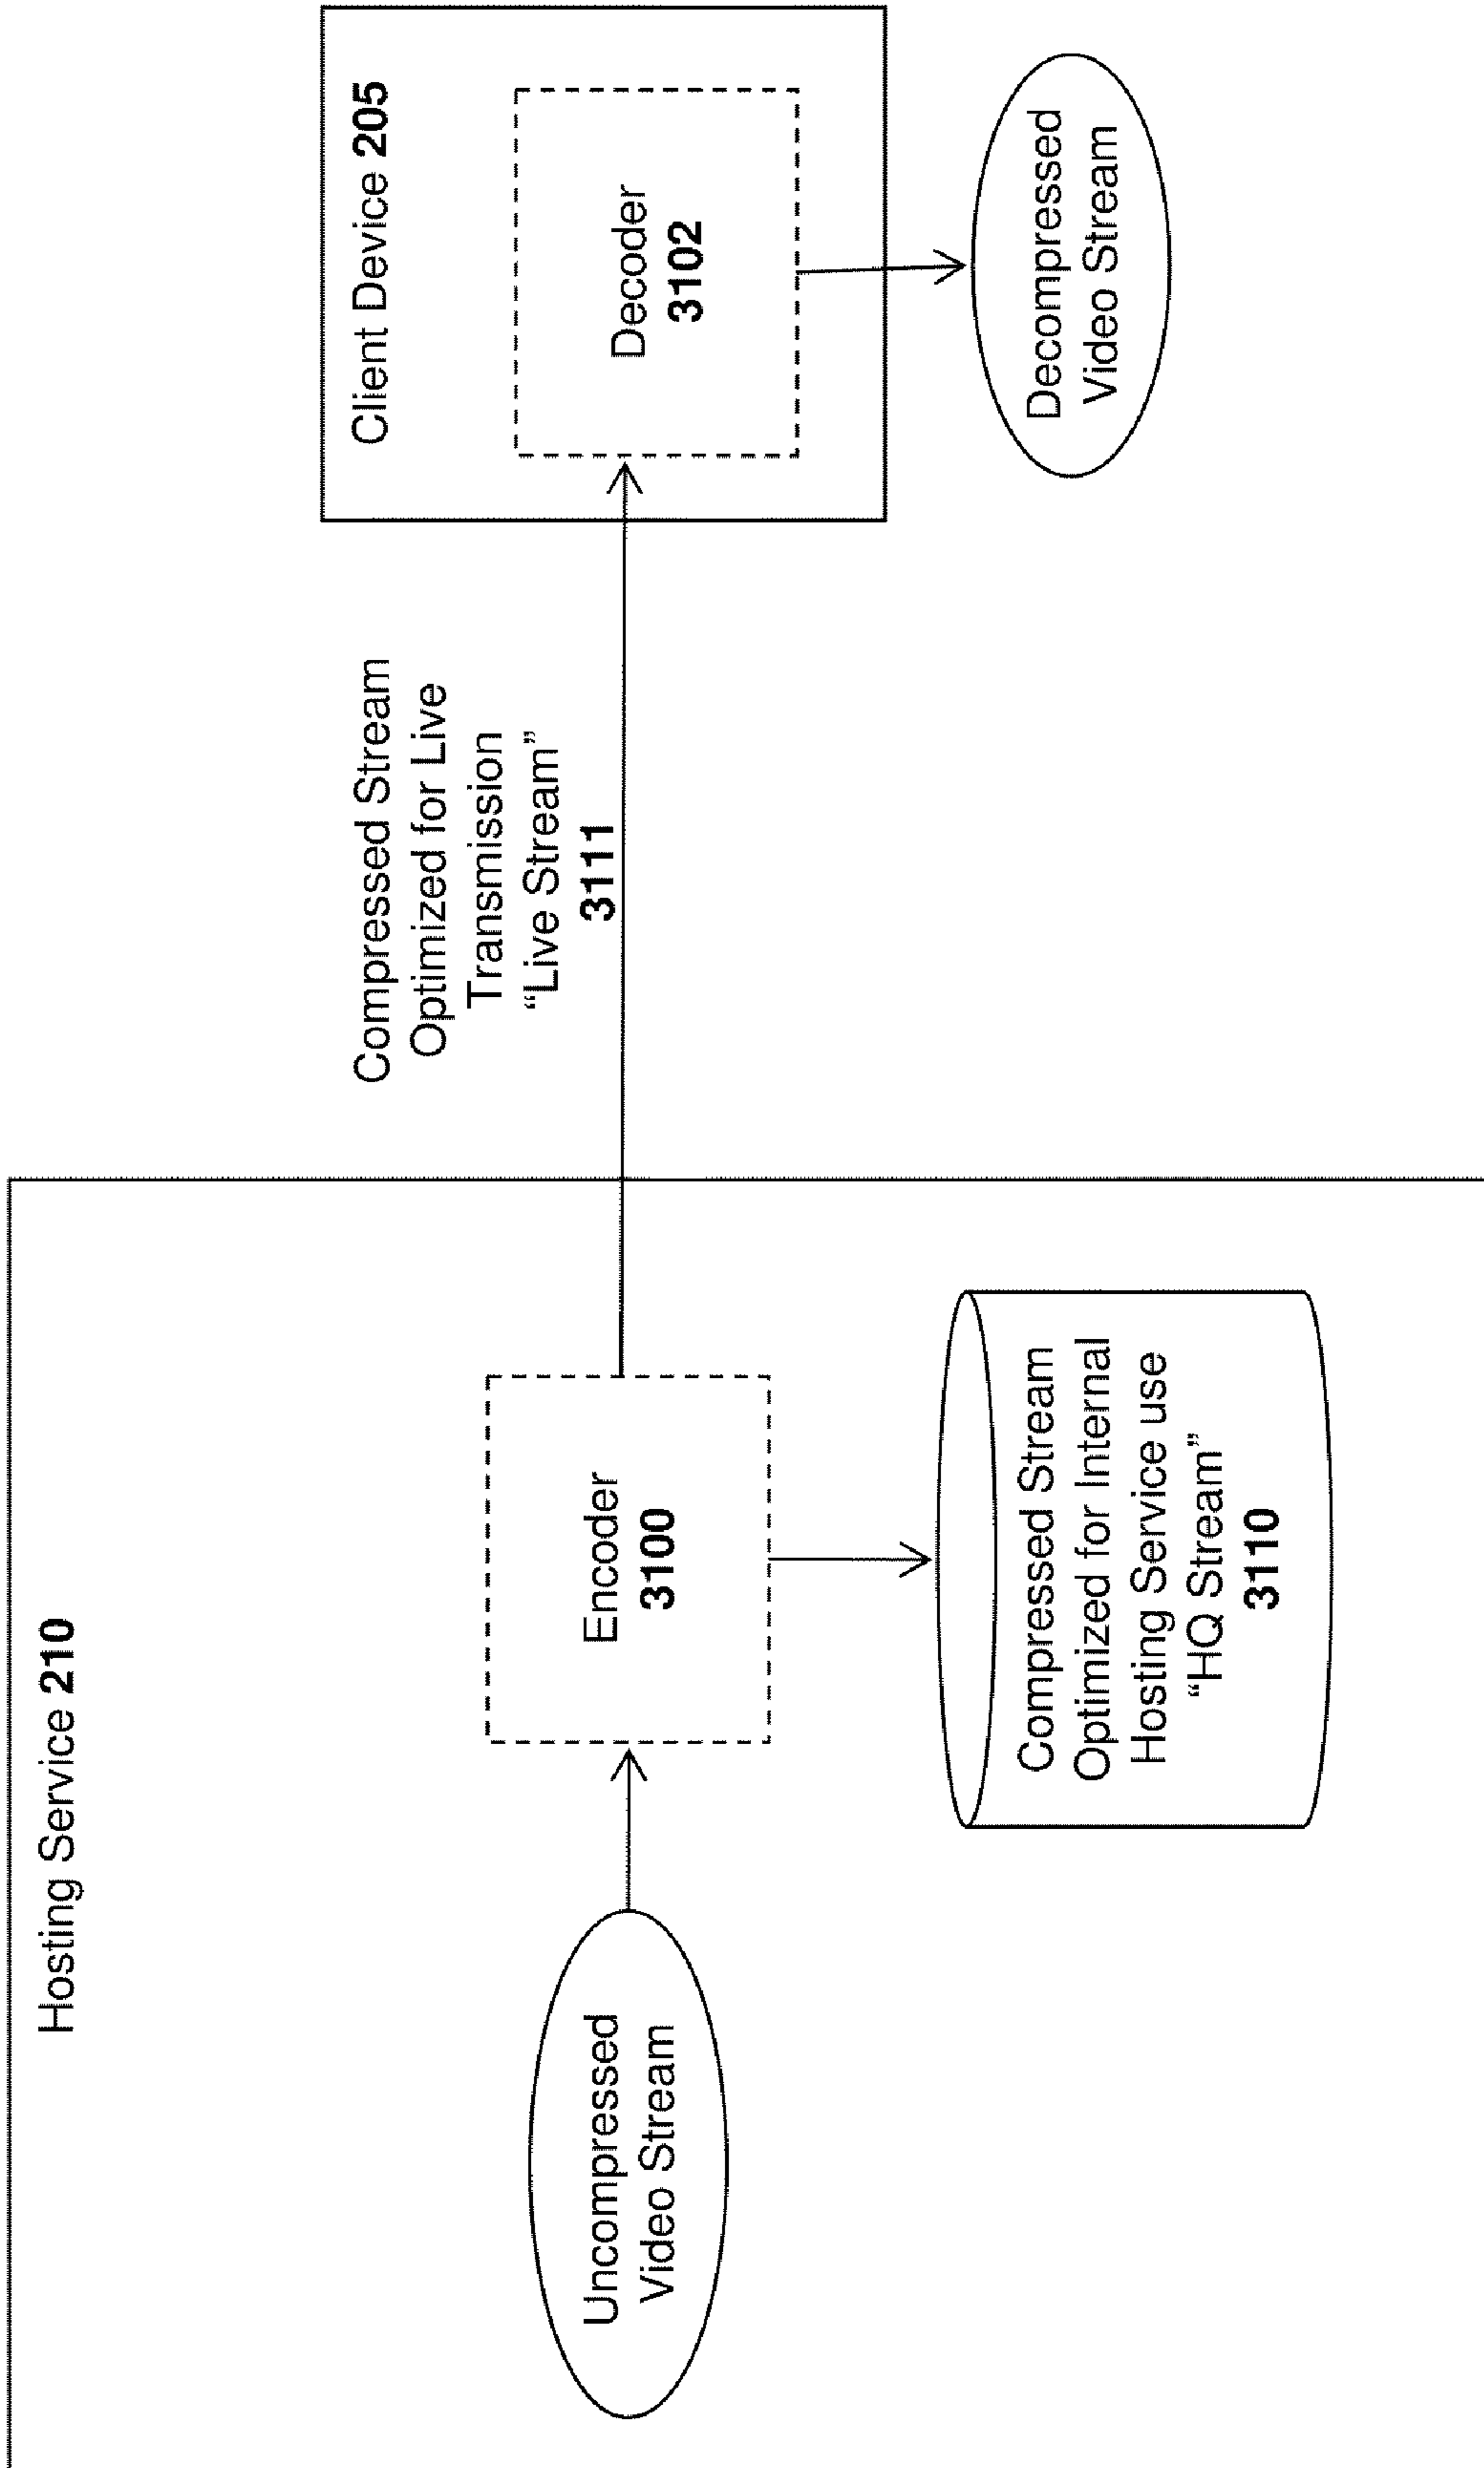 Hosting Service 210
Uncompressed
Video Stream
Encoder
3100
Compressed Stream
Optimized for Internal
Hosting Service use
“HQ Stream”
3110
Compressed Stream
Optimized for Live
Transmission
“Live Stream”
3111
Client Device 205
Decoder
3102
Decompressed
Video Stream